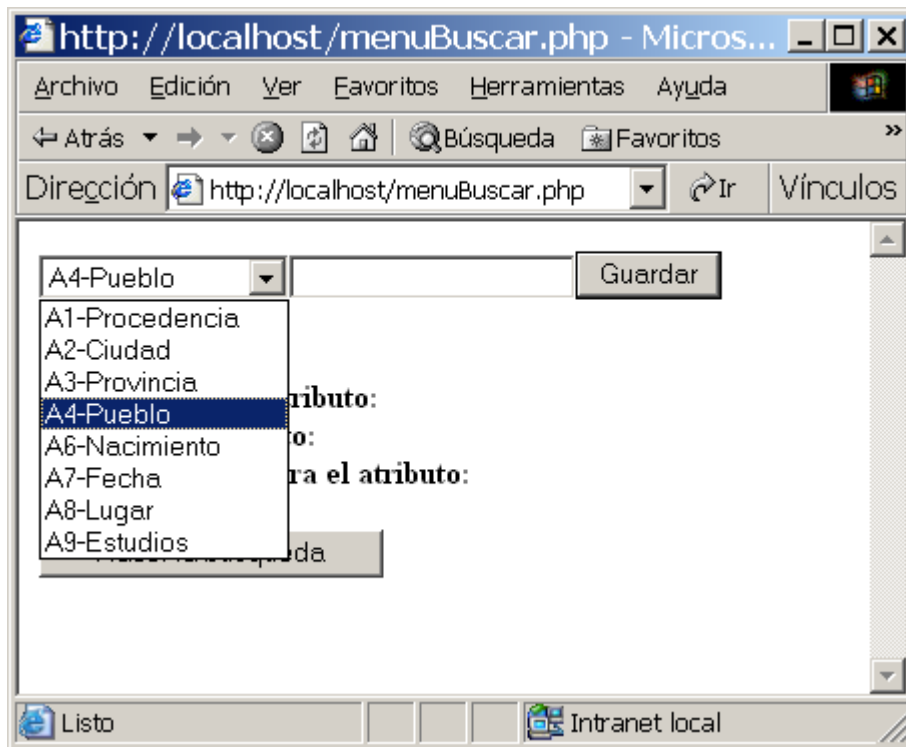 http://localhost/menuBuscar.php - Micros...
Archivo Edición Ver Favoritos Herramientas Ayuda
Atrás Búsqueda Favoritos »
Dirección http://localhost/menuBuscar.php Ir Vínculos
A4-Pueblo Guardar
A1-Procedencia
A2-Ciudad
A3-Provincia
ributo:
A4-Pueblo
to:
A6-Nacimiento
ra el atributo:
A7-Fecha
A8-Lugar
A9-Estudios
eda
Listo Intranet local